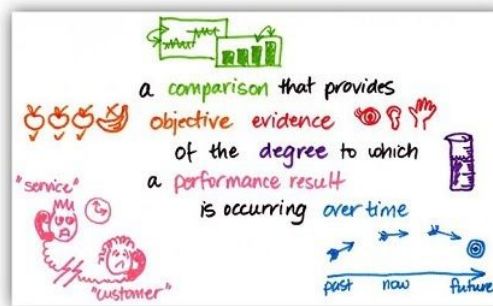 a comparison that provides
objective evidence
of the degree to which
a performance result
is occurring over time
"service"
"customer"
past now future